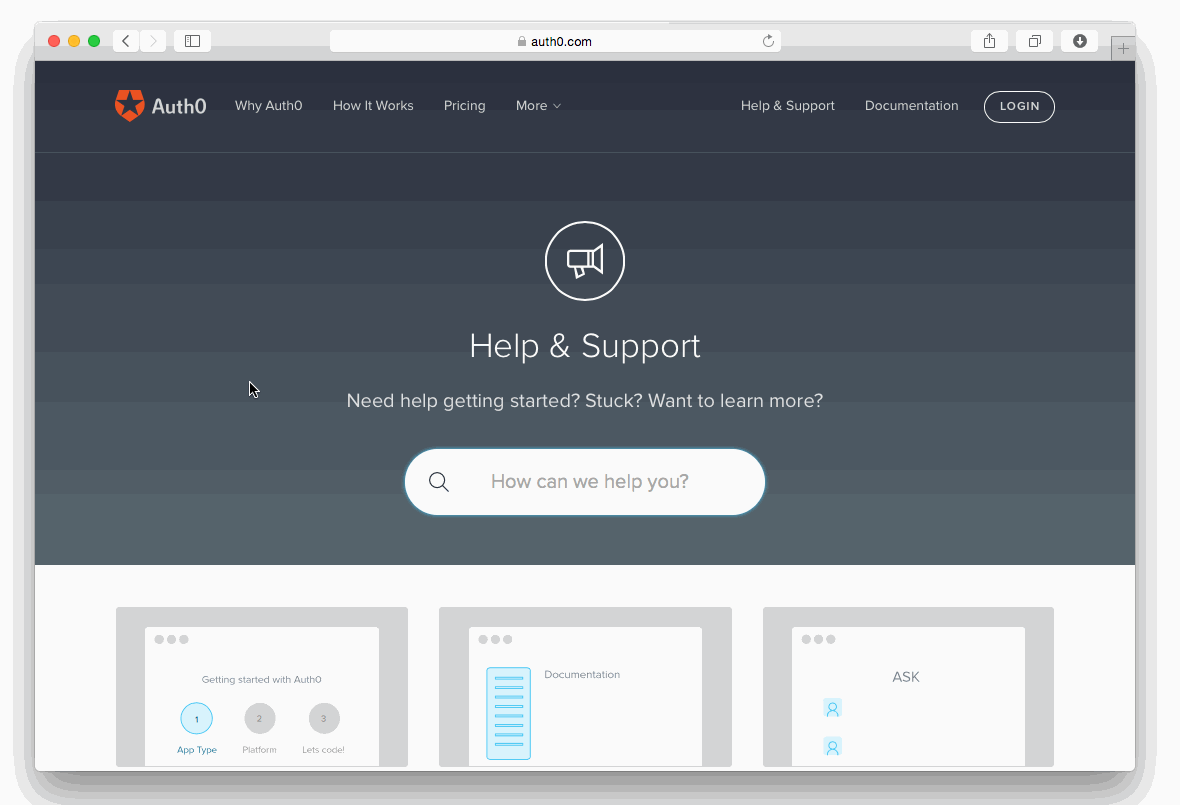 auth0.com
Auth0 Why Auth0 How It Works Pricing More Help & Support Documentation LOGIN
Help & Support
Need help getting started? Stuck? Want to learn more?
How can we help you?
Getting started with Auth0
1 2 3
App Type Platform Lets code!
Documentation
ASK